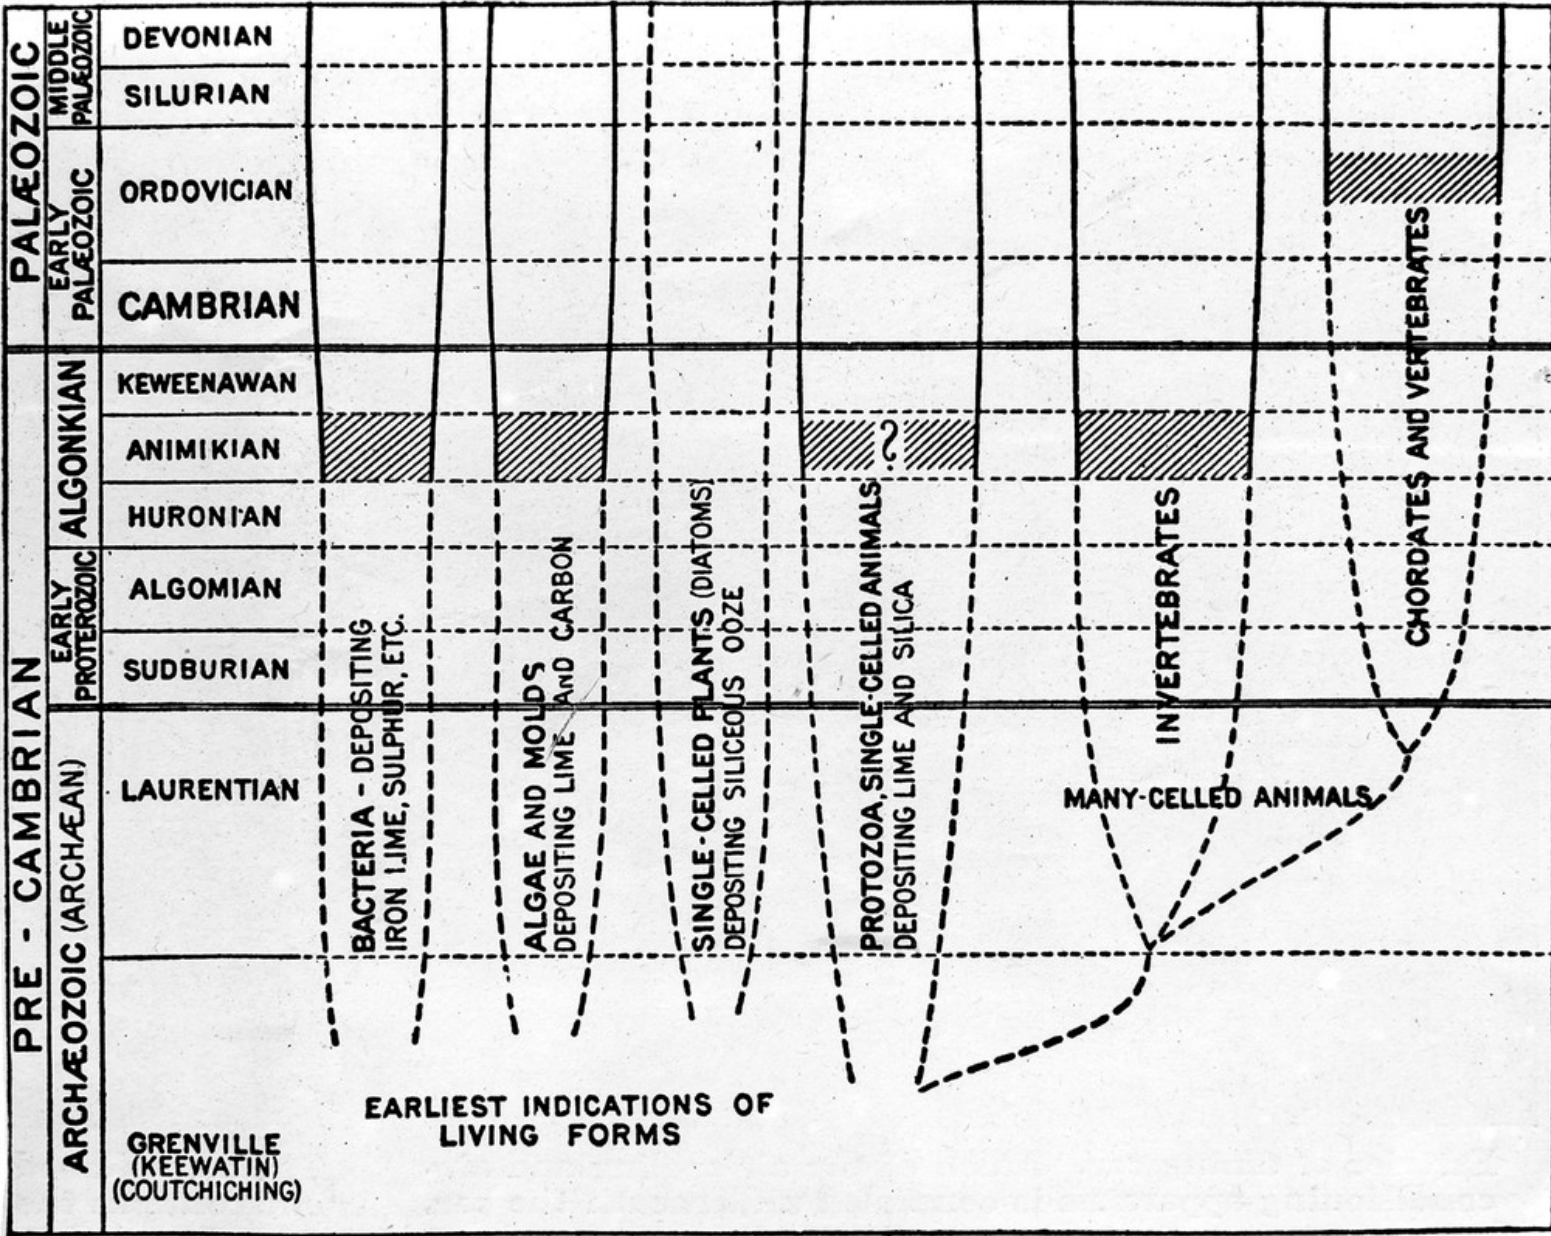 PALÆOZOIC
MIDDLE
PALÆOZOIC
EARLY
PALÆOZOIC
DEVONIAN
SILURIAN
ORDOVICIAN
CAMBRIAN
PRE - CAMBRIAN
ALGONKIAN
EARLY
PROTEROZOIC
ARCHÆOZOIC (ARCHÆAN)
KEWEENAWAN
ANIMIKIAN
HURONIAN
ALGOMIAN
SUDBURIAN
LAURENTIAN
GRENVILLE
(KEEWATIN)
(COUTCHICHING)
BACTERIA - DEPOSITING
IRON LIME, SULPHUR, ETC.
ALGAE AND MOLDS
DEPOSITING LIME AND CARBON
SINGLE-CELLED PLANTS (DIATOMS)
DEPOSITING SILICEOUS OOZE
?
PROTOZOA, SINGLE-CELLED ANIMALS
DEPOSITING LIME AND SILICA
INVERTEBRATES
CHORDATES AND VERTEBRATES
MANY-CELLED ANIMALS
EARLIEST INDICATIONS OF
LIVING FORMS